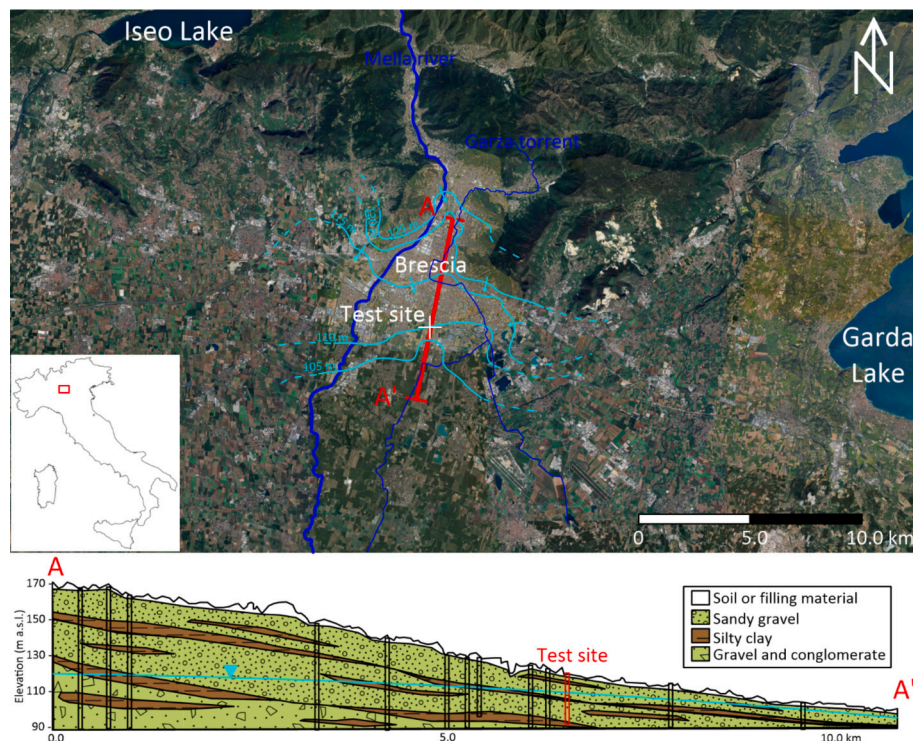 Iseo Lake
Mella river
N
Garza torrent
A
Brescia
Test site
110 m
105 m
A'
Garda
Lake
0.0 5.0 10.0 km
A
170
150
130
110
90
Elevation (m a.s.l.)
Soil or filling material
Sandy gravel
Silty clay
Gravel and conglomerate
Test site
A'
0.0 5.0 10.0 km